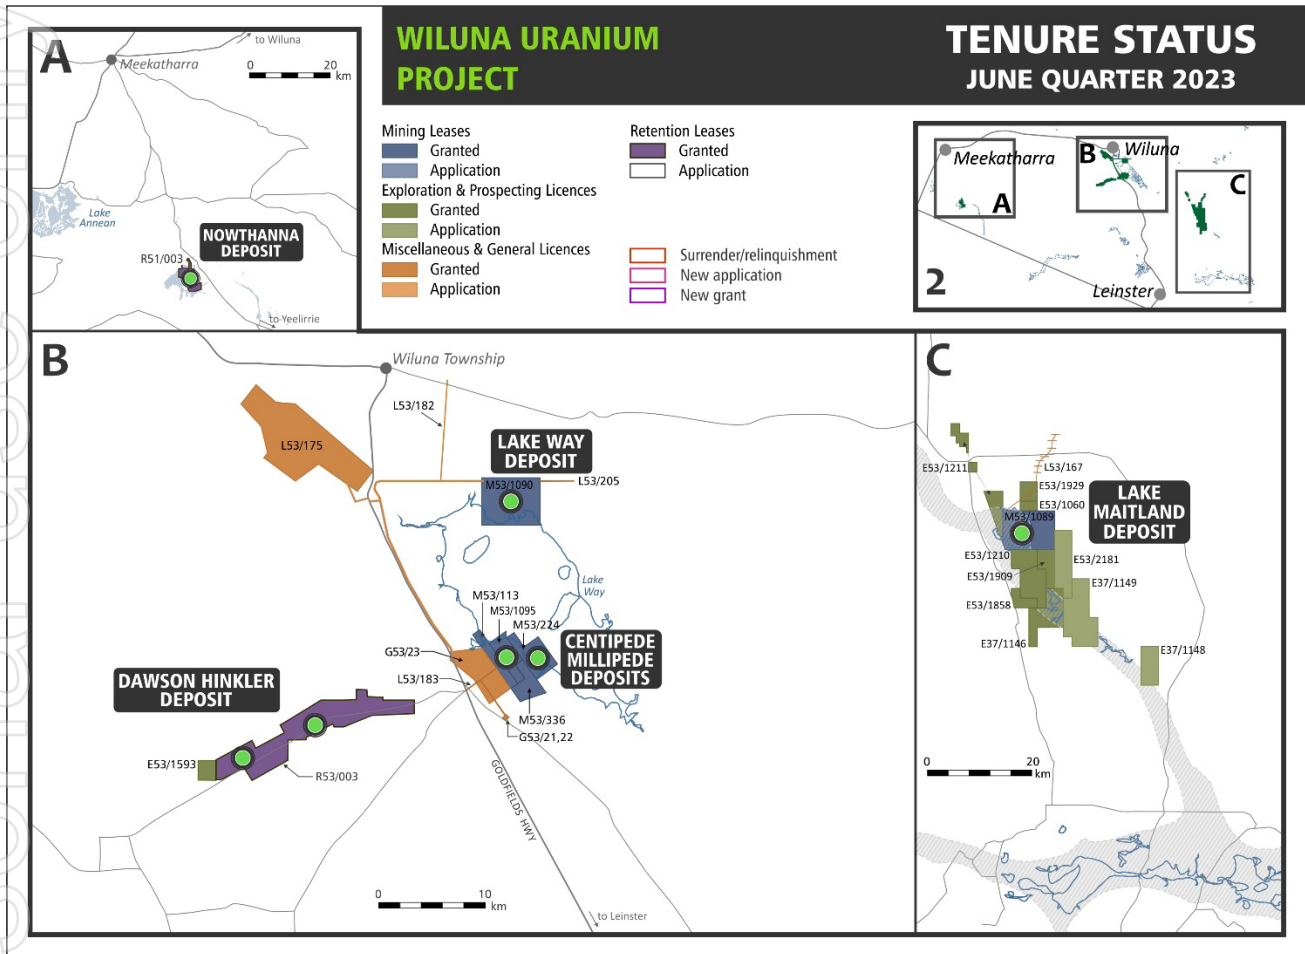 A
to Wiluna
Meekatharra
0 20
km
Lake
Annean
NOWTHANNA
DEPOSIT
R51/003
to Yeelirrie
WILUNA URANIUM
PROJECT
TENURE STATUS
JUNE QUARTER 2023
Mining Leases
Granted
Application
Exploration & Prospecting Licences
Granted
Application
Miscellaneous & General Licences
Granted
Application
Retention Leases
Granted
Application
Surrender/relinquishment
New application
New grant
Meekatharra
B
Wiluna
C
A
2
Leinster
B
Wiluna Township
L53/182
L53/175
LAKE WAY
DEPOSIT
M53/1090
L53/205
Lake
Way
M53/113
M53/1095
M53/224
G53/23
CENTIPEDE
MILLIPEDE
DEPOSITS
L53/183
DAWSON HINKLER
DEPOSIT
M53/336
G53/21,22
E53/1593
R53/003
GOLDFIELDS HWY
0 10
km
to Leinster
C
E53/1211
L53/167
E53/1929
E53/1060
LAKE
MAITLAND
DEPOSIT
M53/1089
E53/1210
E53/2181
E53/1909
E37/1149
E53/1858
E37/1146
E37/1148
0 20
km